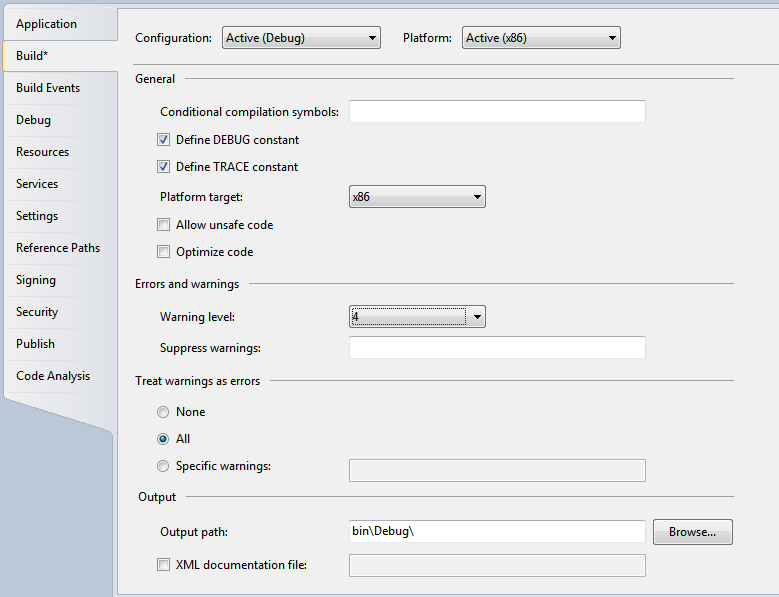 Application
Build*
Build Events
Debug
Resources
Services
Settings
Reference Paths
Signing
Security
Publish
Code Analysis
Configuration: Active (Debug) Platform: Active (x86)
General
Conditional compilation symbols:
Define DEBUG constant
Define TRACE constant
Platform target: x86
Allow unsafe code
Optimize code
Errors and warnings
Warning level: 4
Suppress warnings:
Treat warnings as errors
None
All
Specific warnings:
Output
Output path: bin\Debug\ Browse...
XML documentation file: